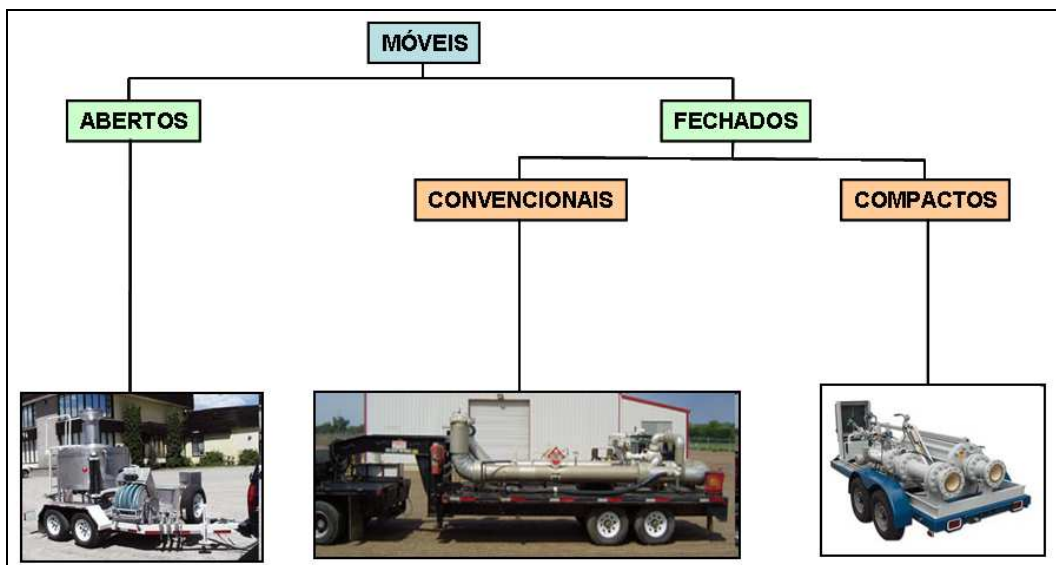 MÓVEIS
ABERTOS
FECHADOS
CONVENCIONAIS
COMPACTOS